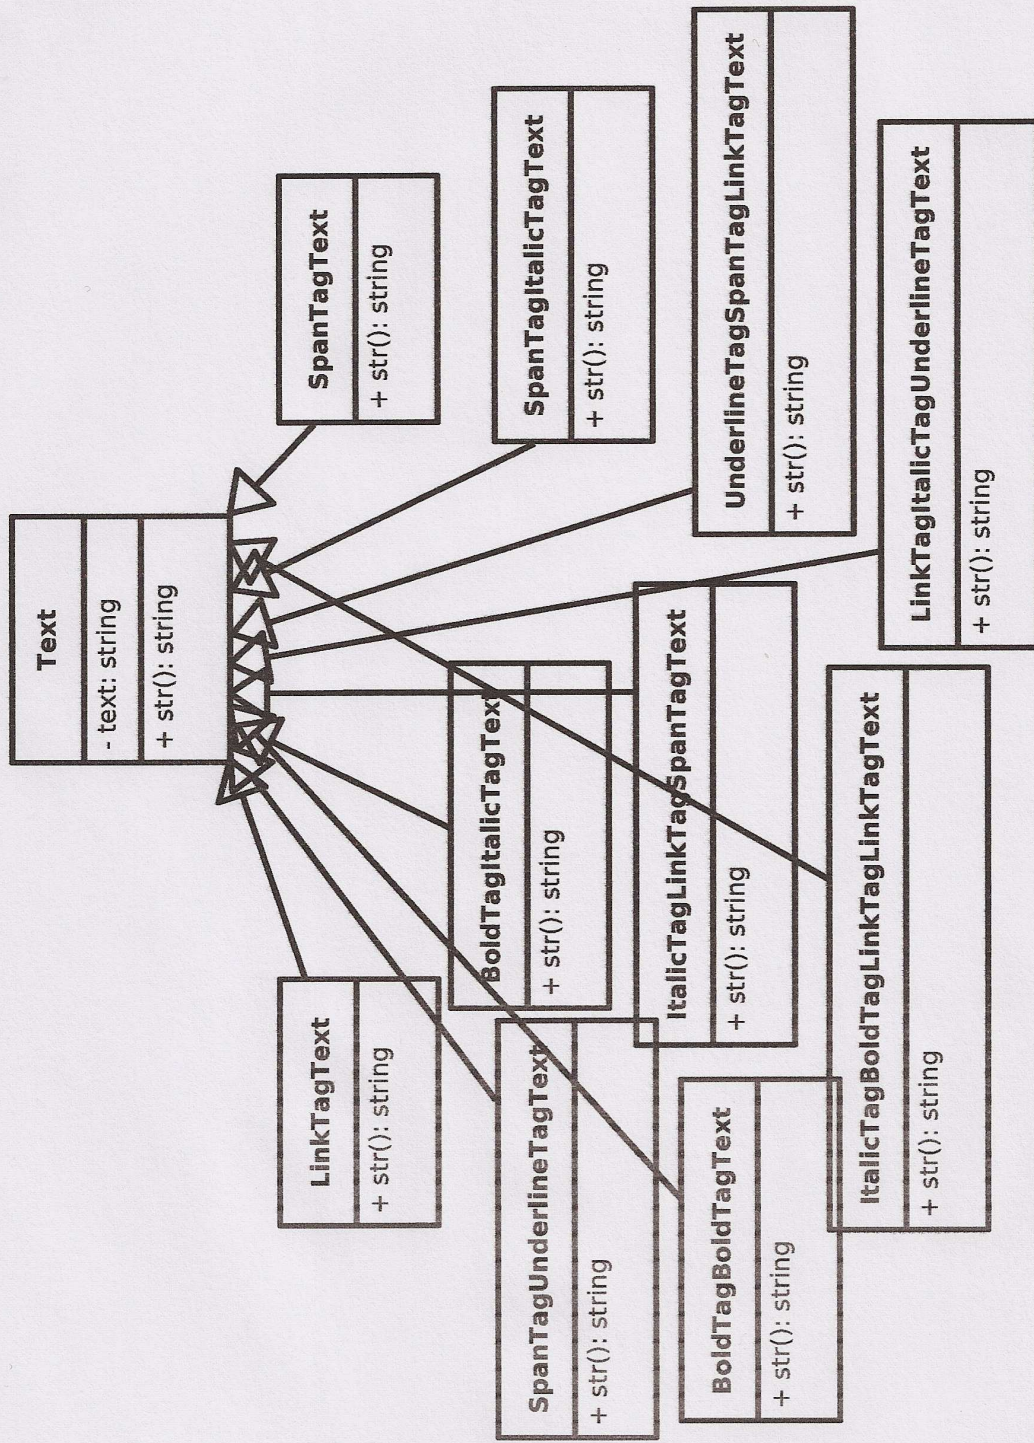 Text
- text: string
+ str(): string
LinkTagText
+ str(): string
SpanTagText
+ str(): string
BoldTagItalicTagText
+ str(): string
SpanTagUnderlineTagText
+ str(): string
SpanTagItalicTagText
+ str(): string
ItalicTagLinkTagSpanTagText
+ str(): string
BoldTagBoldTagText
+ str(): string
UnderlineTagSpanTagLinkTagText
+ str(): string
ItalicTagBoldTagLinkTagLinkTagText
+ str(): string
LinkTagItalicTagUnderlineTagText
+ str(): string